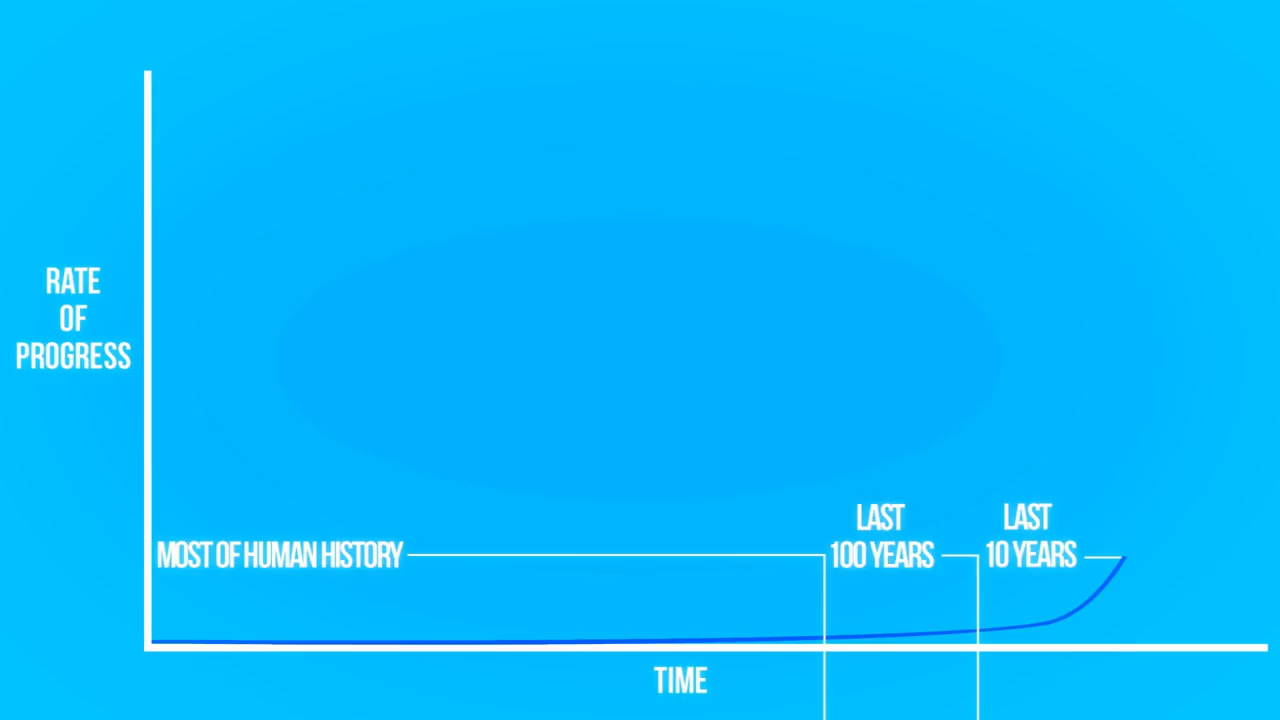 RATE
OF
PROGRESS
MOST OF HUMAN HISTORY
LAST
100 YEARS
LAST
10 YEARS
TIME